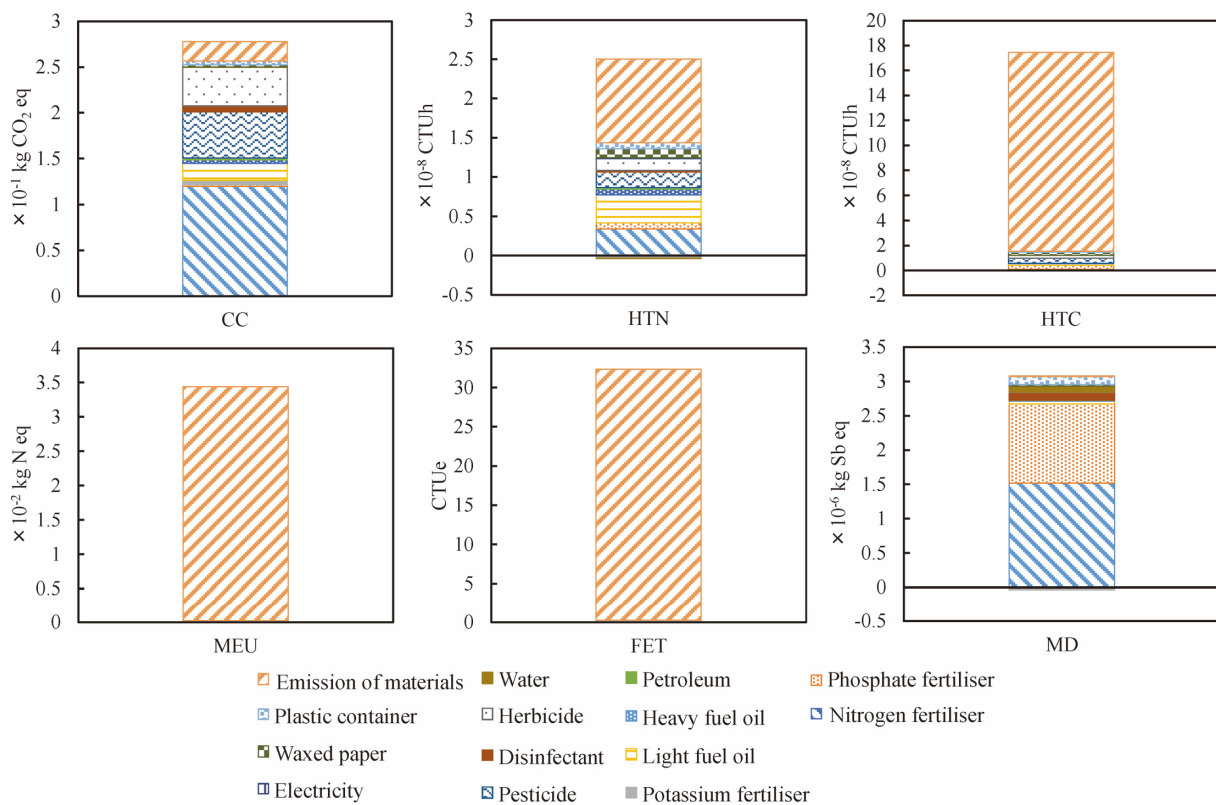 3
2.5
2
1.5
1
0.5
0
× 10⁻¹ kg CO₂ eq
CC
3
2.5
2
1.5
1
0.5
0
-0.5
× 10⁻⁸ CTUh
HTN
20
18
16
14
12
10
8
6
4
2
0
-2
× 10⁻⁸ CTUh
HTC
4
3.5
3
2.5
2
1.5
1
0.5
0
× 10⁻² kg N eq
MEU
35
30
25
20
15
10
5
0
CTUe
FET
3.5
3
2.5
2
1.5
1
0.5
0
-0.5
× 10⁻⁶ kg Sb eq
MD
Emission of materials
Water
Petroleum
Phosphate fertiliser
Plastic container
Herbicide
Heavy fuel oil
Nitrogen fertiliser
Waxed paper
Disinfectant
Light fuel oil
Electricity
Pesticide
Potassium fertiliser